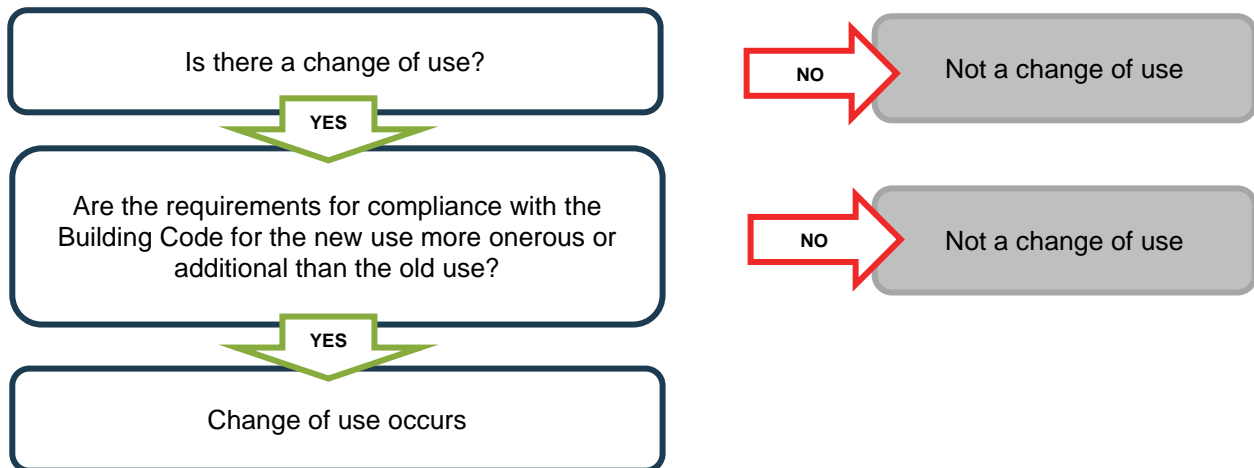 Is there a change of use?
NO
Not a change of use
YES
Are the requirements for compliance with the
Building Code for the new use more onerous or
additional than the old use?
NO
Not a change of use
YES
Change of use occurs